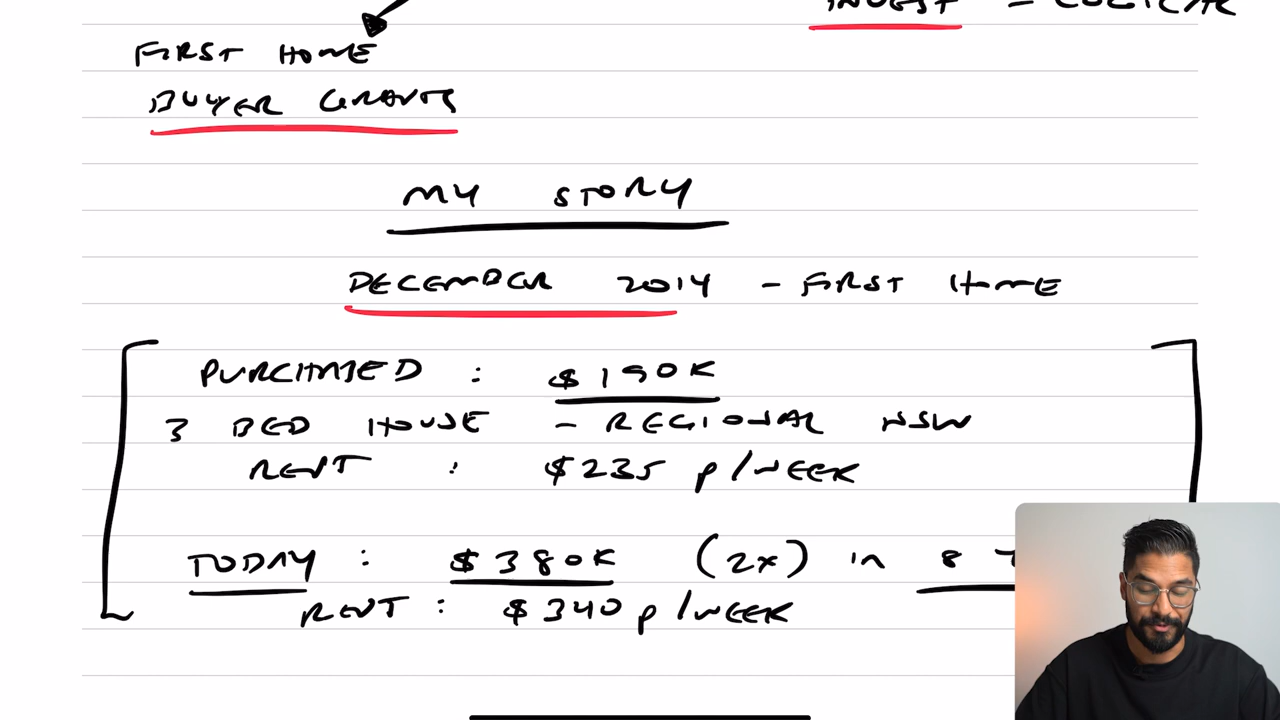 INVEST =
FIRST HOME
BUYER GRANTS
MY STORY
DECEMBER 2014 - FIRST HOME
PURCHASED : $190K
3 BED HOUSE - REGIONAL NSW
RENT : $235 p/WEEK
TODAY : $380K (2x) in 8
RENT : $340 p/WEEK